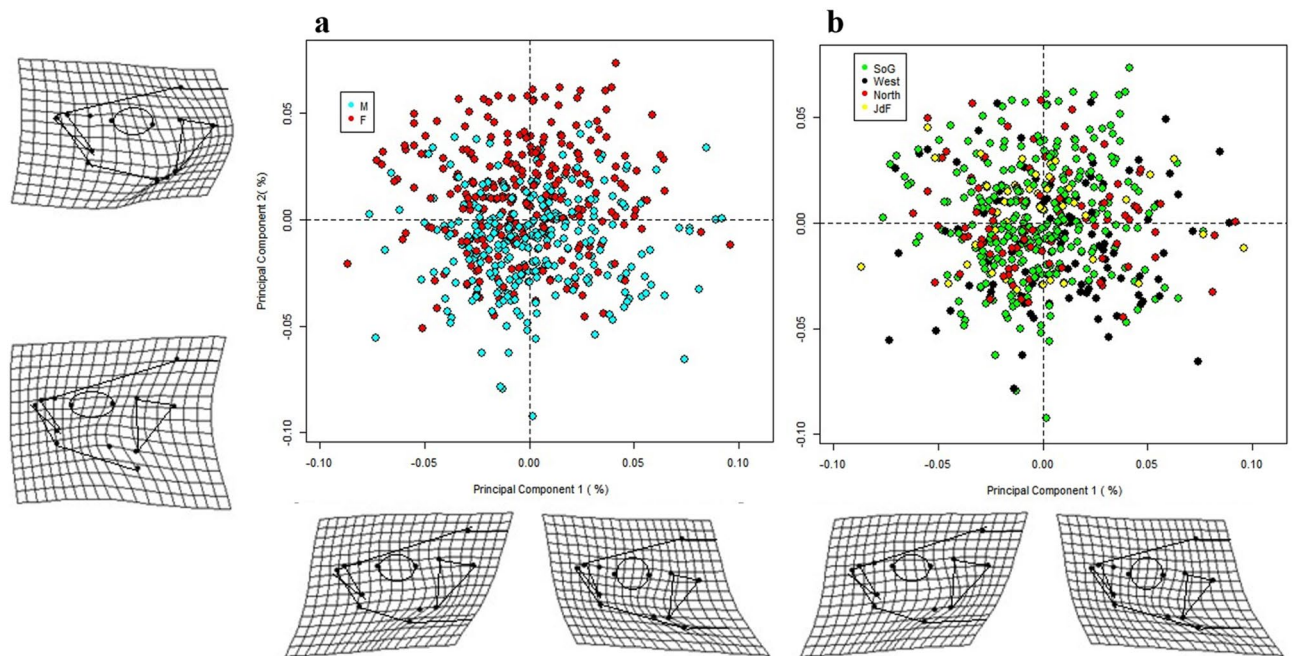 a
M
F
Principal Component 2( %)
0.05
0.00
-0.05
-0.10
-0.10
-0.05
0.00
0.05
0.10
Principal Component 1 ( %)
b
SoG
West
North
JdF
0.05
0.00
-0.05
-0.10
-0.10
-0.05
0.00
0.05
0.10
Principal Component 1 ( %)